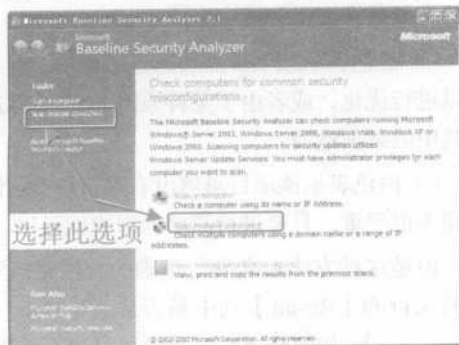 Microsoft Baseline Security Analyzer 2.1
Microsoft
Baseline Security Analyzer
Microsoft
Check computers for common security
misconfigurations
The Microsoft Baseline Security Analyzer can check computers running Microsoft
Windows® Server 2003, Windows Server 2008, Windows Vista, Windows XP or
Windows 2000. Scanning computers for security updates utilizes
Windows Server Update Services. You must have administrator privileges for each
computer you want to scan.
Scan a computer
Check a computer using its name or IP Address.
Scan multiple computers
Check multiple computers using a domain name or a range of IP
addresses.
View, print and copy the results from the previous scans.
选择此选项
See Also
© 2002-2007 Microsoft Corporation. All rights reserved.